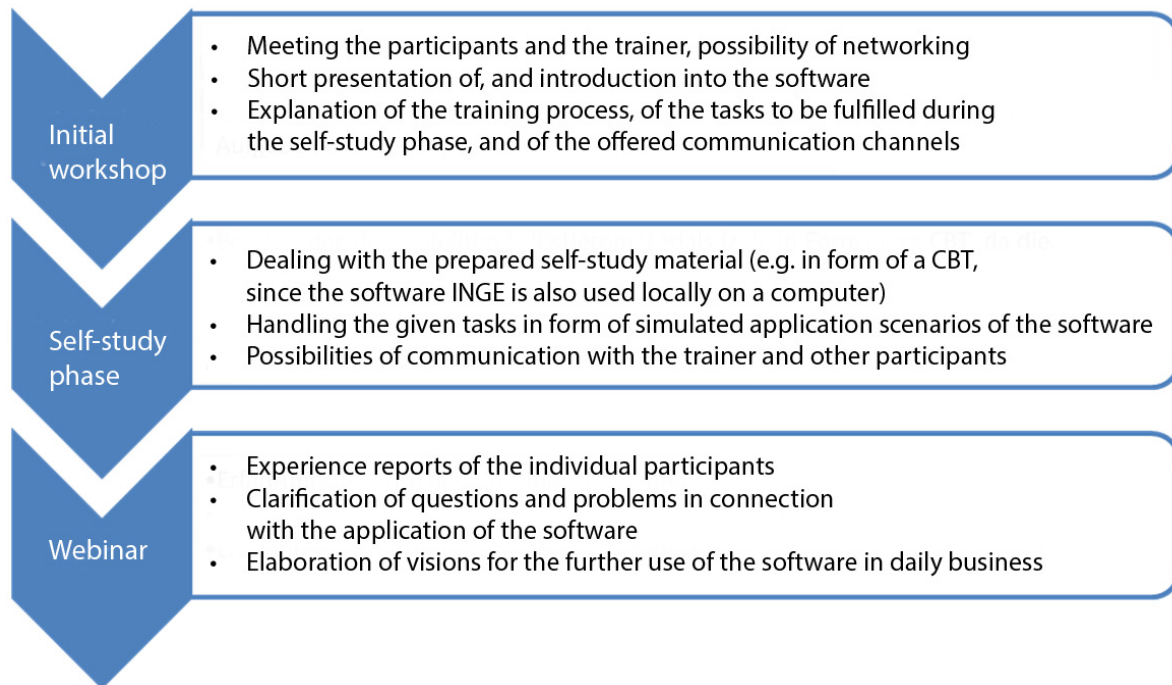 Initial
workshop
• Meeting the participants and the trainer, possibility of networking
• Short presentation of, and introduction into the software
• Explanation of the training process, of the tasks to be fulfilled during
the self-study phase, and of the offered communication channels
Self-study
phase
• Dealing with the prepared self-study material (e.g. in form of a CBT,
since the software INGE is also used locally on a computer)
• Handling the given tasks in form of simulated application scenarios of the software
• Possibilities of communication with the trainer and other participants
Webinar
• Experience reports of the individual participants
• Clarification of questions and problems in connection
with the application of the software
• Elaboration of visions for the further use of the software in daily business